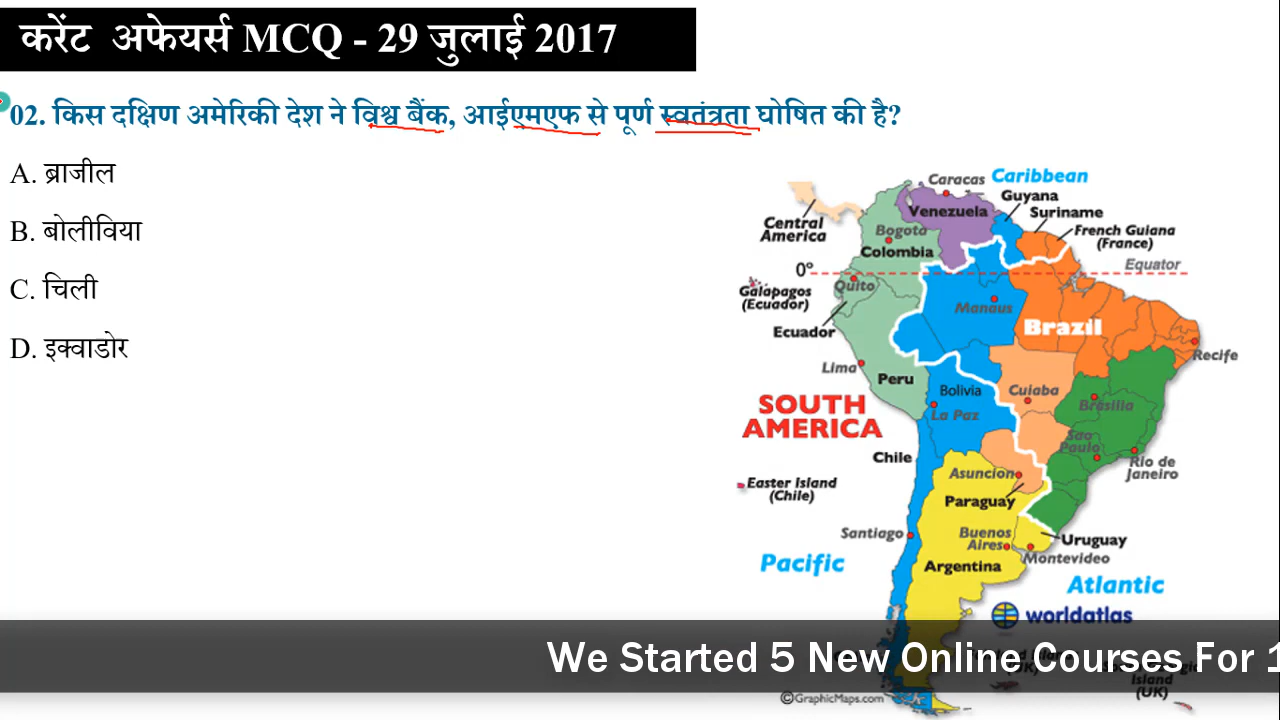 करेंट अफेयर्स MCQ - 29 जुलाई 2017
02. किस दक्षिण अमेरिकी देश ने विश्व बैंक, आईएमएफ से पूर्ण स्वतंत्रता घोषित की है?
A. ब्राजील
B. बोलीविया
C. चिली
D. इक्वाडोर
Caracas
Caribbean
Guyana
Venezuela
Suriname
Central
America
Bogota
French Guiana
(France)
Colombia
0°
Equator
Quito
Galapagos
(Ecuador)
Manaus
Ecuador
Brazil
Recife
Lima
Peru
Bolivia
Cuiaba
La Paz
Brasilia
SOUTH
AMERICA
Sao
Paulo
Chile
Rio de
Janeiro
Asuncion
Easter Island
(Chile)
Paraguay
Santiago
Buenos
Aires
Uruguay
Montevideo
Pacific
Argentina
Atlantic
worldatlas
We Started 5 New Online Courses For 1
Island
(UK)
©GraphicMaps.com